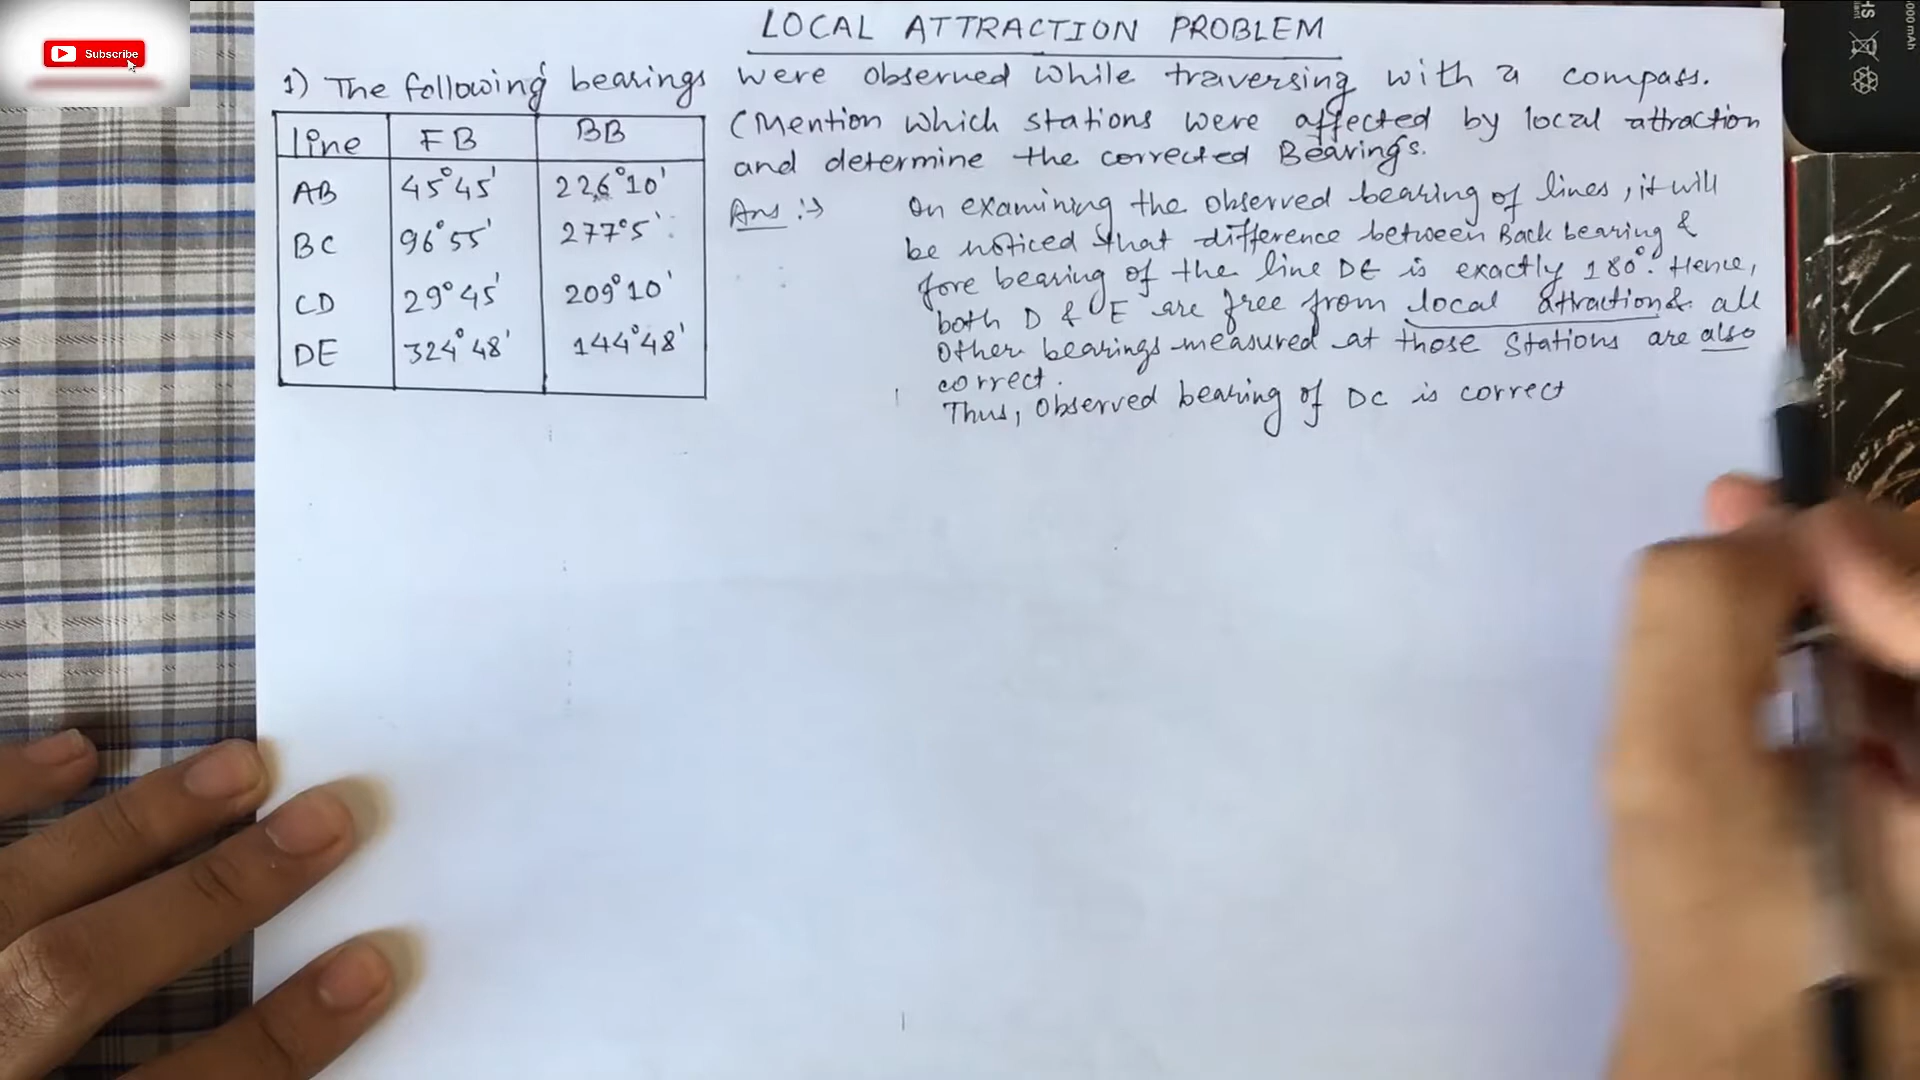 Subscribe
LOCAL ATTRACTION PROBLEM
1) The following bearings were observed while traversing with a compass.
(Mention which stations were affected by local attraction
and determine the corrected Bearings.
line FB BB
AB 45°45' 226°10'
BC 96°55' 277°5'
CD 29°45' 209°10'
DE 324°48' 144°48'
Ans :→ On examining the observed bearing of lines, it will
be noticed that difference between Back bearing &
fore bearing of the line DE is exactly 180°. Hence,
both D & E are free from local attraction & all
other bearings measured at those stations are also
correct.
Thus, observed bearing of DC is correct
HS
000 mAh